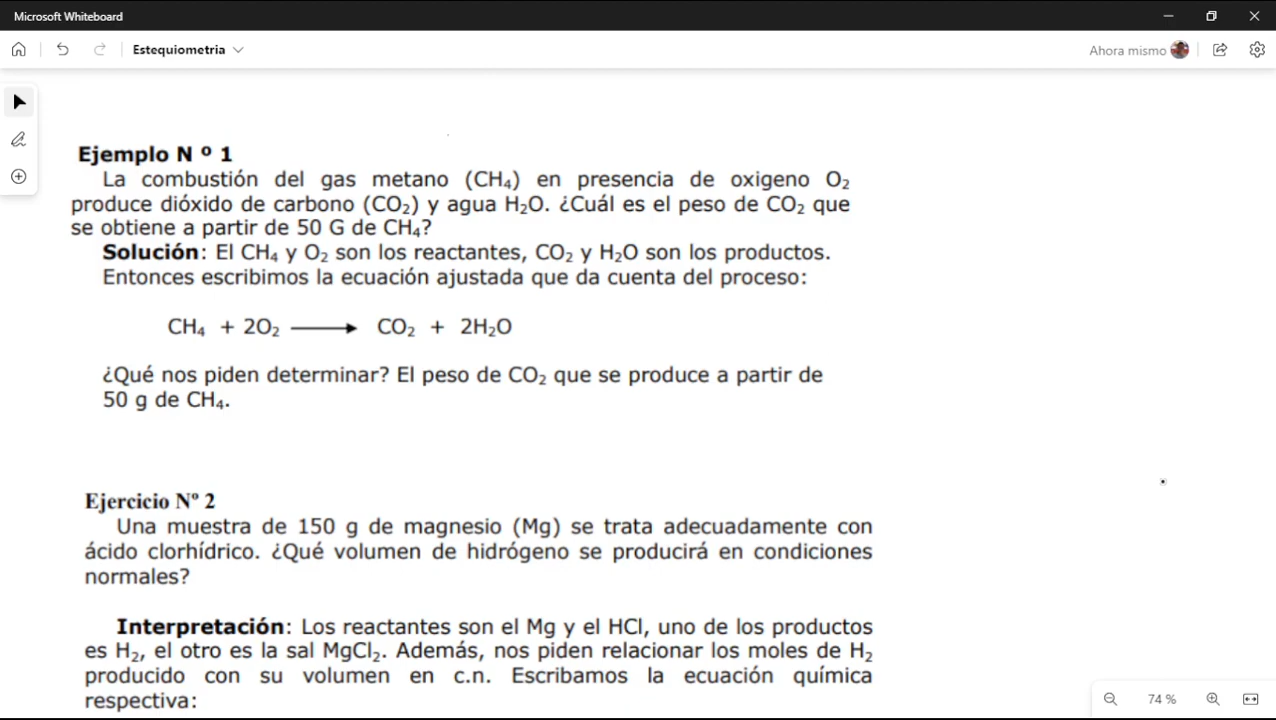 Microsoft Whiteboard
Estequiometria
Ahora mismo
Ejemplo N º 1
La combustión del gas metano (CH₄) en presencia de oxigeno O₂
produce dióxido de carbono (CO₂) y agua H₂O. ¿Cuál es el peso de CO₂ que
se obtiene a partir de 50 G de CH₄?
Solución: El CH₄ y O₂ son los reactantes, CO₂ y H₂O son los productos.
Entonces escribimos la ecuación ajustada que da cuenta del proceso:
CH₄ + 2O₂ ⟶ CO₂ + 2H₂O
¿Qué nos piden determinar? El peso de CO₂ que se produce a partir de
50 g de CH₄.
Ejercicio Nº 2
Una muestra de 150 g de magnesio (Mg) se trata adecuadamente con
ácido clorhídrico. ¿Qué volumen de hidrógeno se producirá en condiciones
normales?
Interpretación: Los reactantes son el Mg y el HCl, uno de los productos
es H₂, el otro es la sal MgCl₂. Además, nos piden relacionar los moles de H₂
producido con su volumen en c.n. Escribamos la ecuación química
respectiva:
74 %